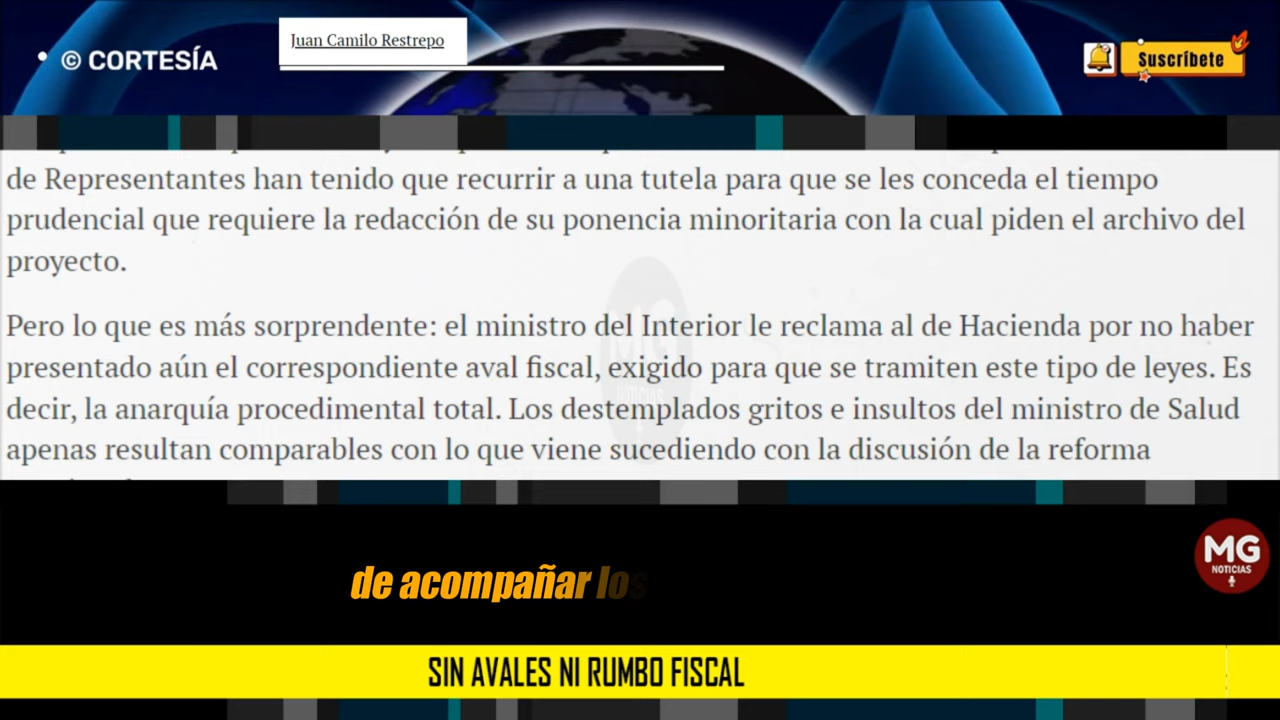 © CORTESÍA
Juan Camilo Restrepo
Suscríbete
de Representantes han tenido que recurrir a una tutela para que se les conceda el tiempo
prudencial que requiere la redacción de su ponencia minoritaria con la cual piden el archivo del
proyecto.
Pero lo que es más sorprendente: el ministro del Interior le reclama al de Hacienda por no haber
presentado aún el correspondiente aval fiscal, exigido para que se tramiten este tipo de leyes. Es
decir, la anarquía procedimental total. Los destemplados gritos e insultos del ministro de Salud
apenas resultan comparables con lo que viene sucediendo con la discusión de la reforma
de acompañar los
MG
NOTICIAS
SIN AVALES NI RUMBO FISCAL